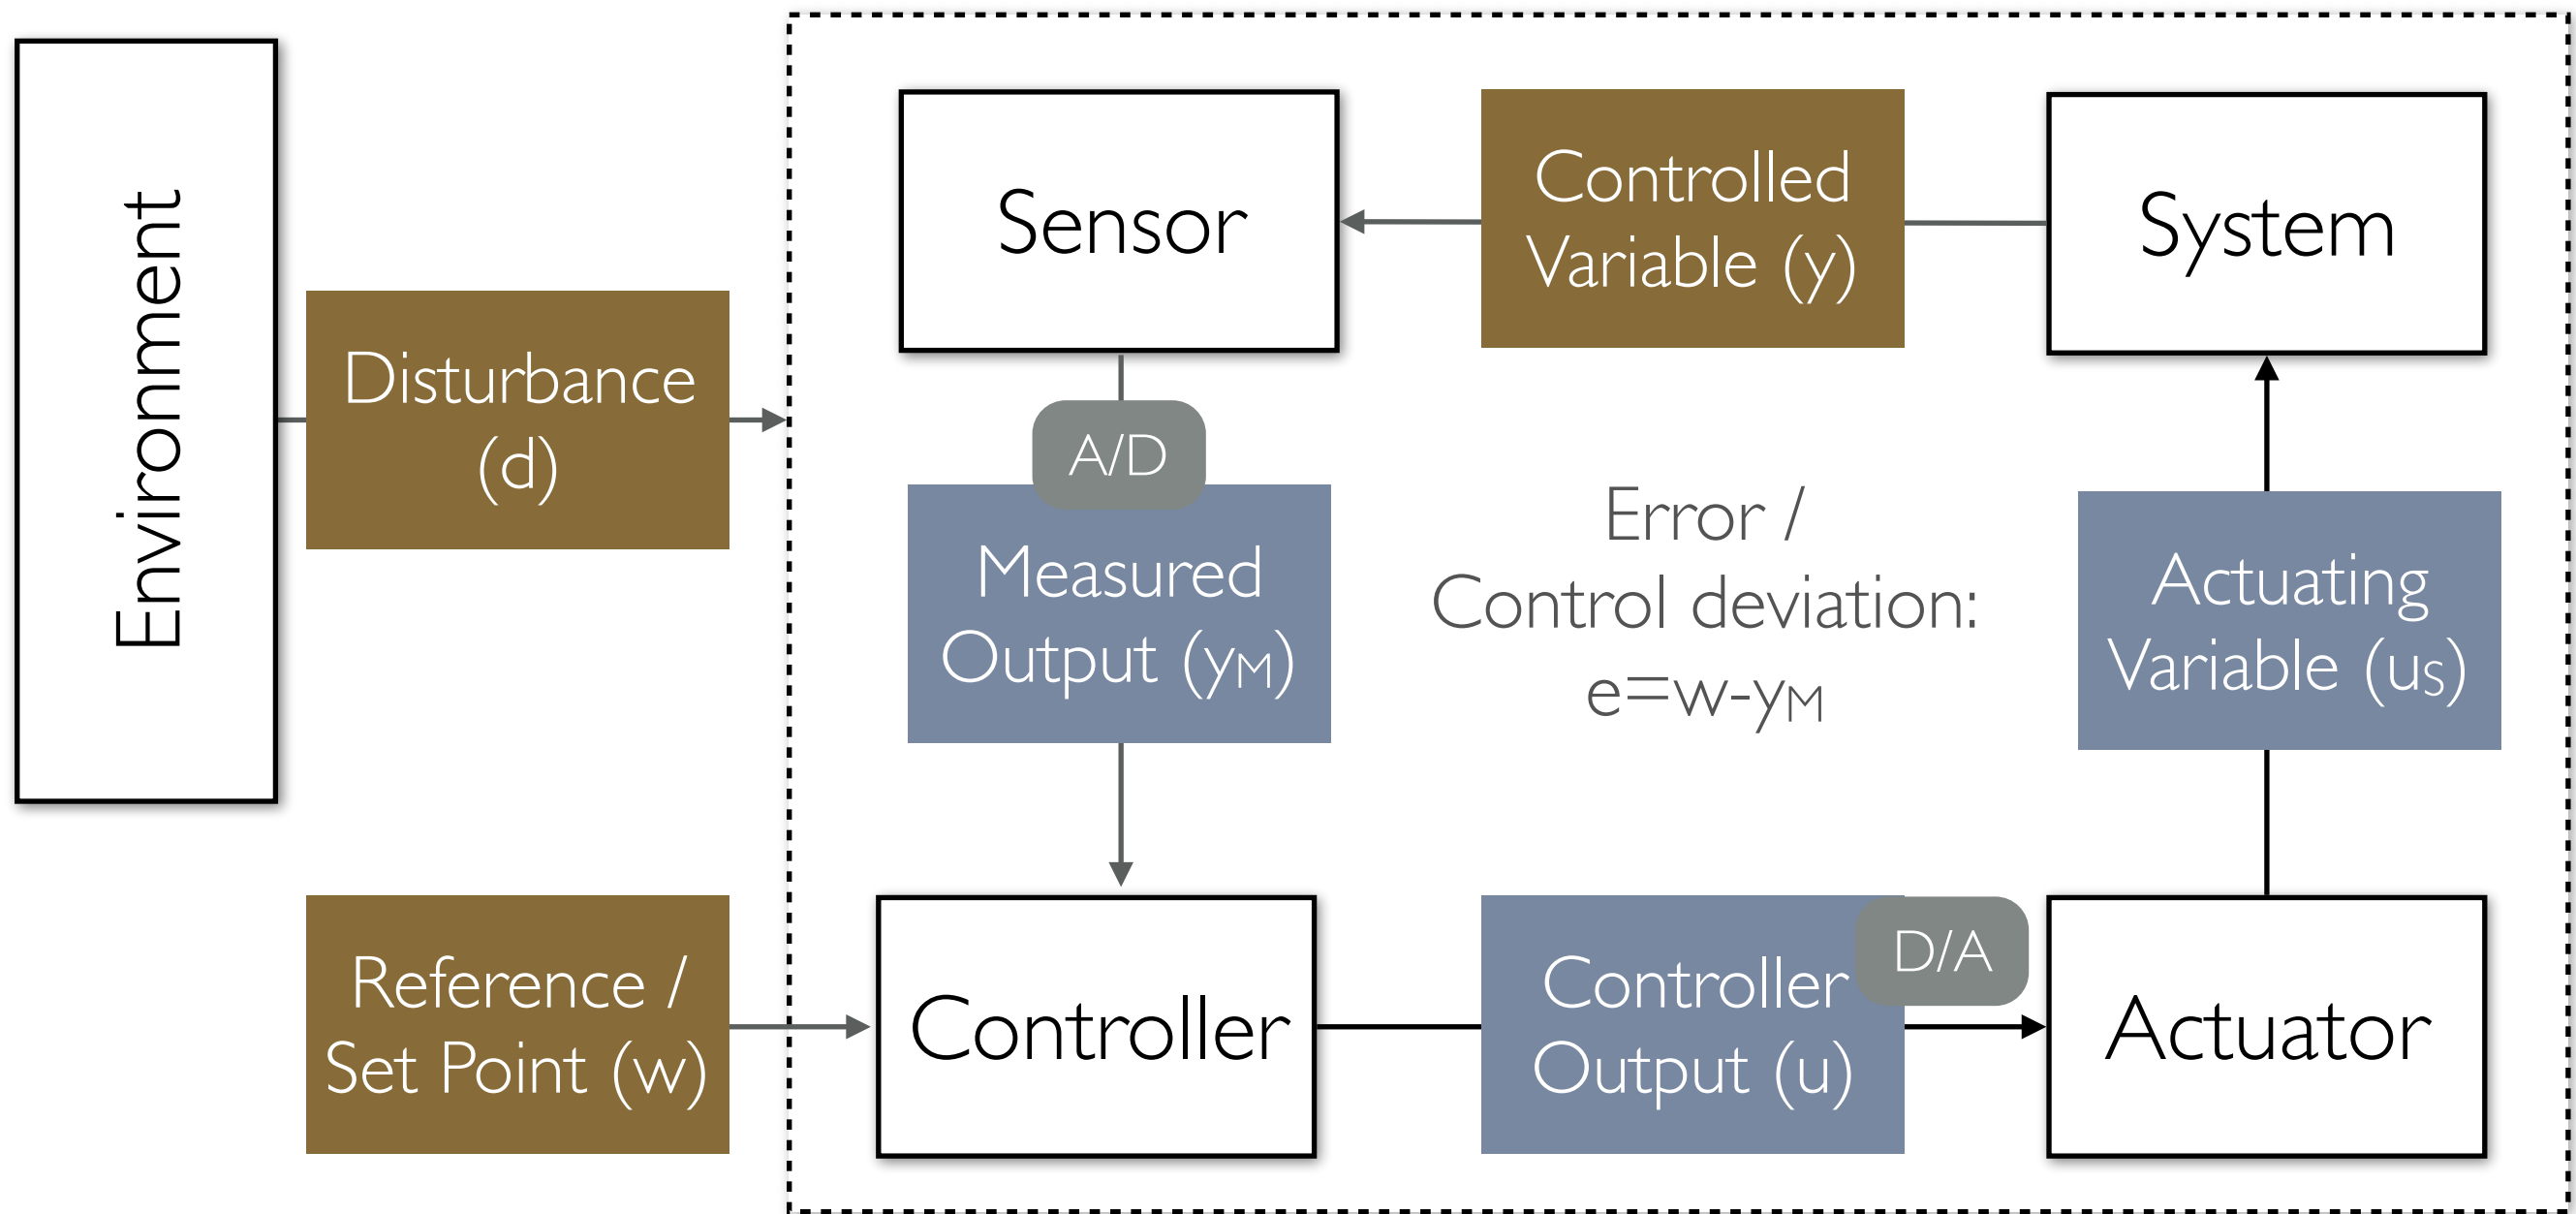 Environment
Disturbance
(d)
Reference /
Set Point (w)
Sensor
A/D
Measured
Output (yM)
Controller
Controlled
Variable (y)
Error /
Control deviation:
e=w-yM
Controller
Output (u)
D/A
System
Actuating
Variable (uS)
Actuator